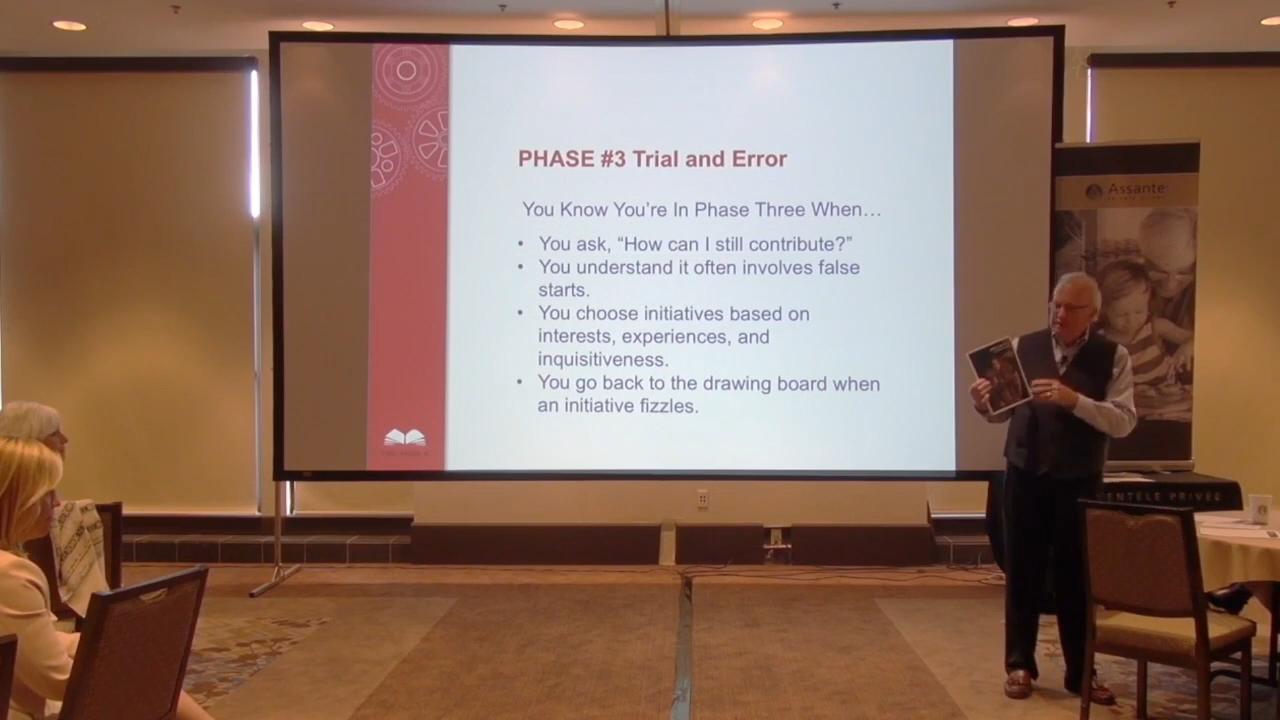 PHASE #3 Trial and Error
You Know You’re In Phase Three When…
• You ask, “How can I still contribute?”
• You understand it often involves false
starts.
• You choose initiatives based on
interests, experiences, and
inquisitiveness.
• You go back to the drawing board when
an initiative fizzles.
Assante
ENTÈLE PRIVÉE